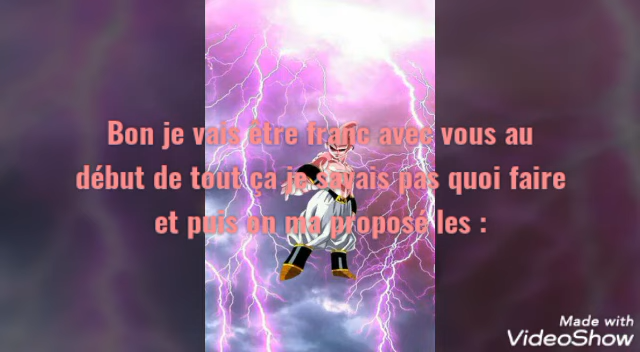 Bon je vais être franc avec vous au
début de tout ça je savais pas quoi faire
et puis on ma proposé les :
Made with
VideoShow